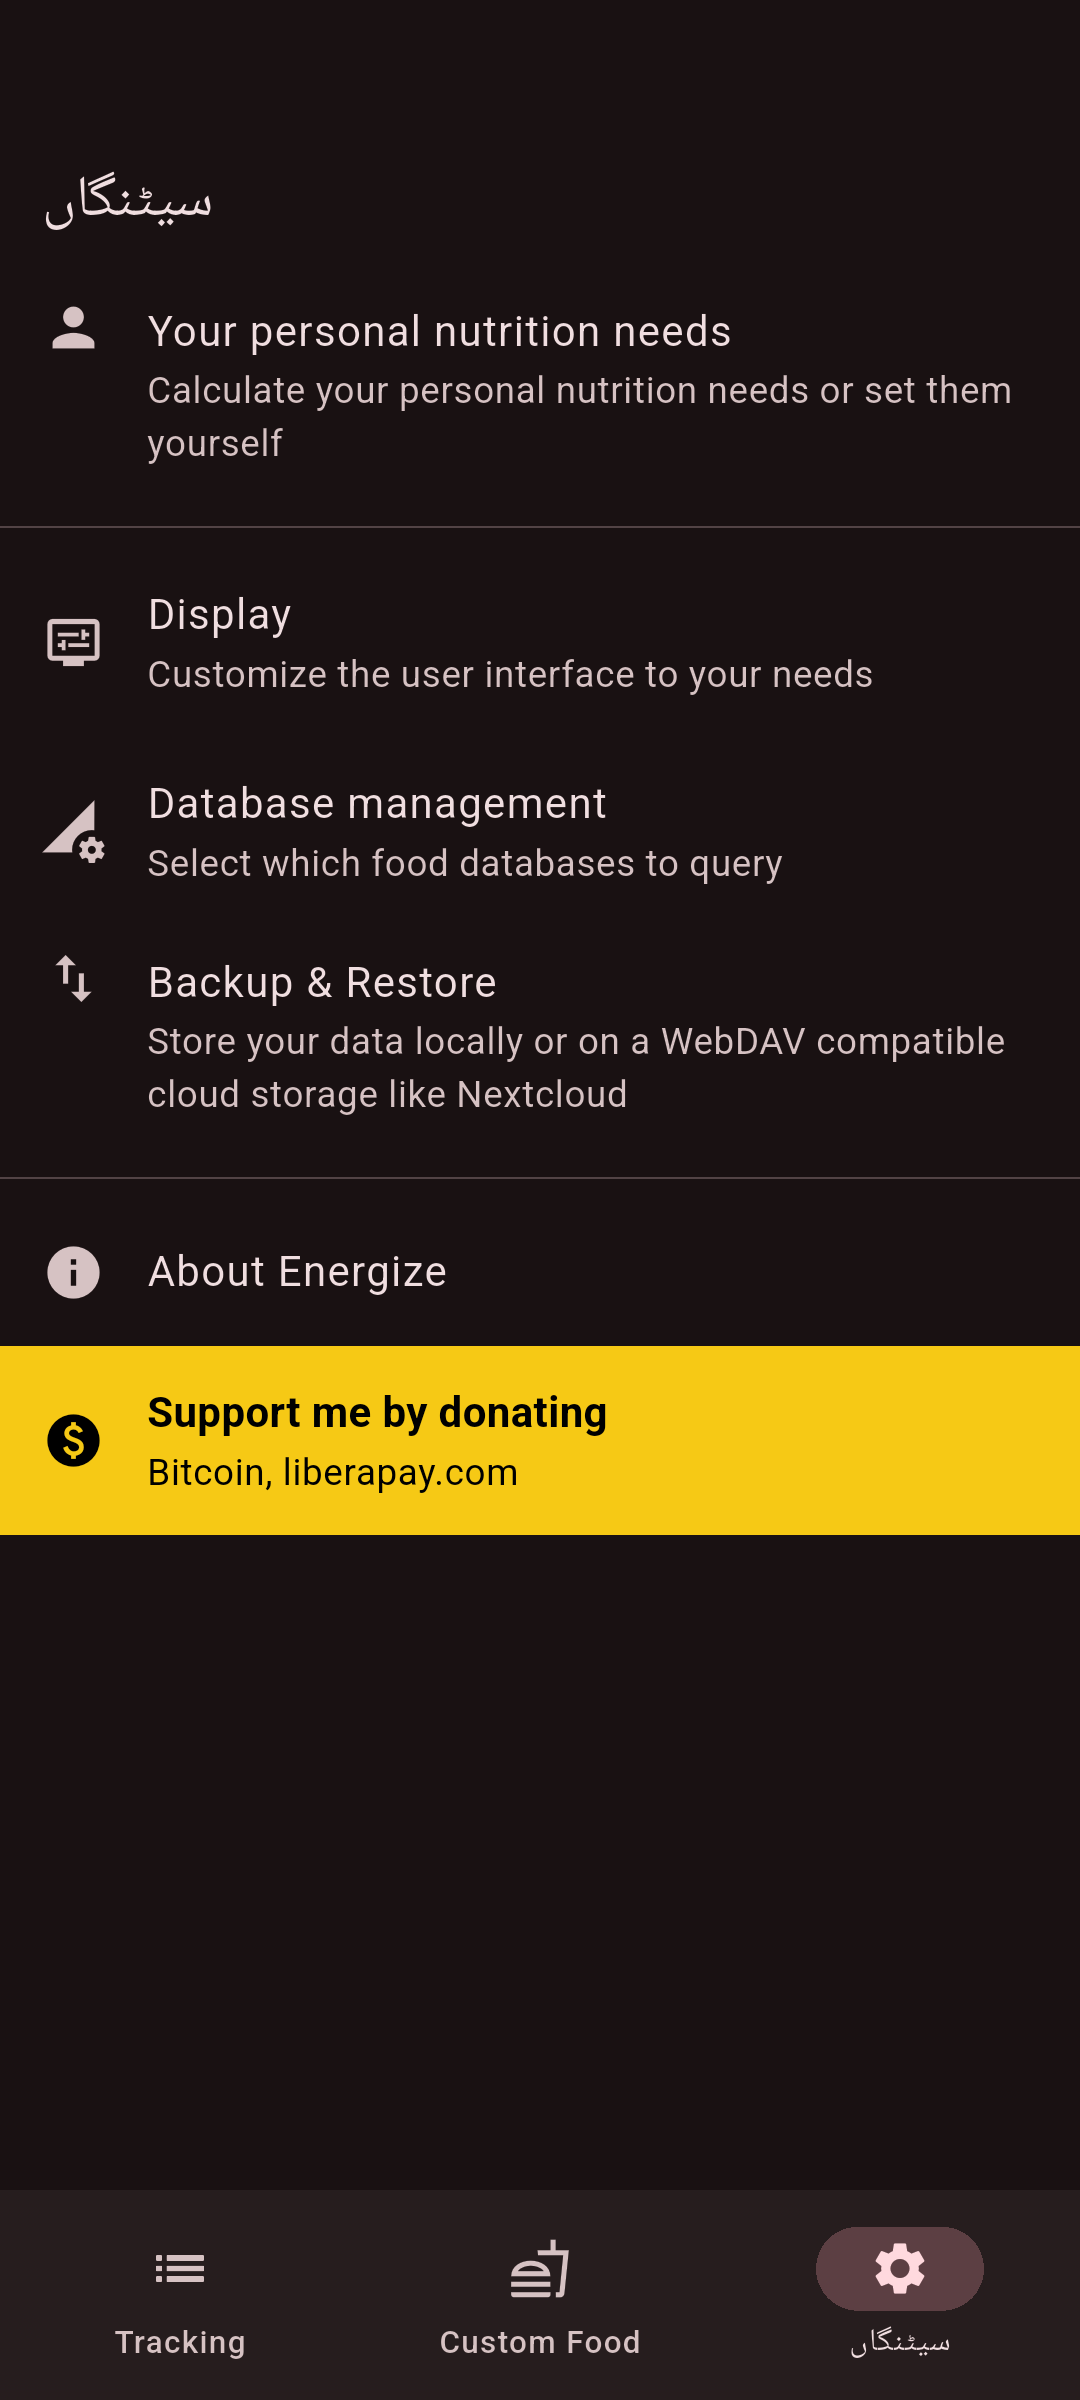 سیٹنگاں
Your personal nutrition needs
Calculate your personal nutrition needs or set them
yourself
Display
Customize the user interface to your needs
Database management
Select which food databases to query
Backup & Restore
Store your data locally or on a WebDAV compatible
cloud storage like Nextcloud
About Energize
Support me by donating
Bitcoin, liberapay.com
Tracking
Custom Food
سیٹنگاں